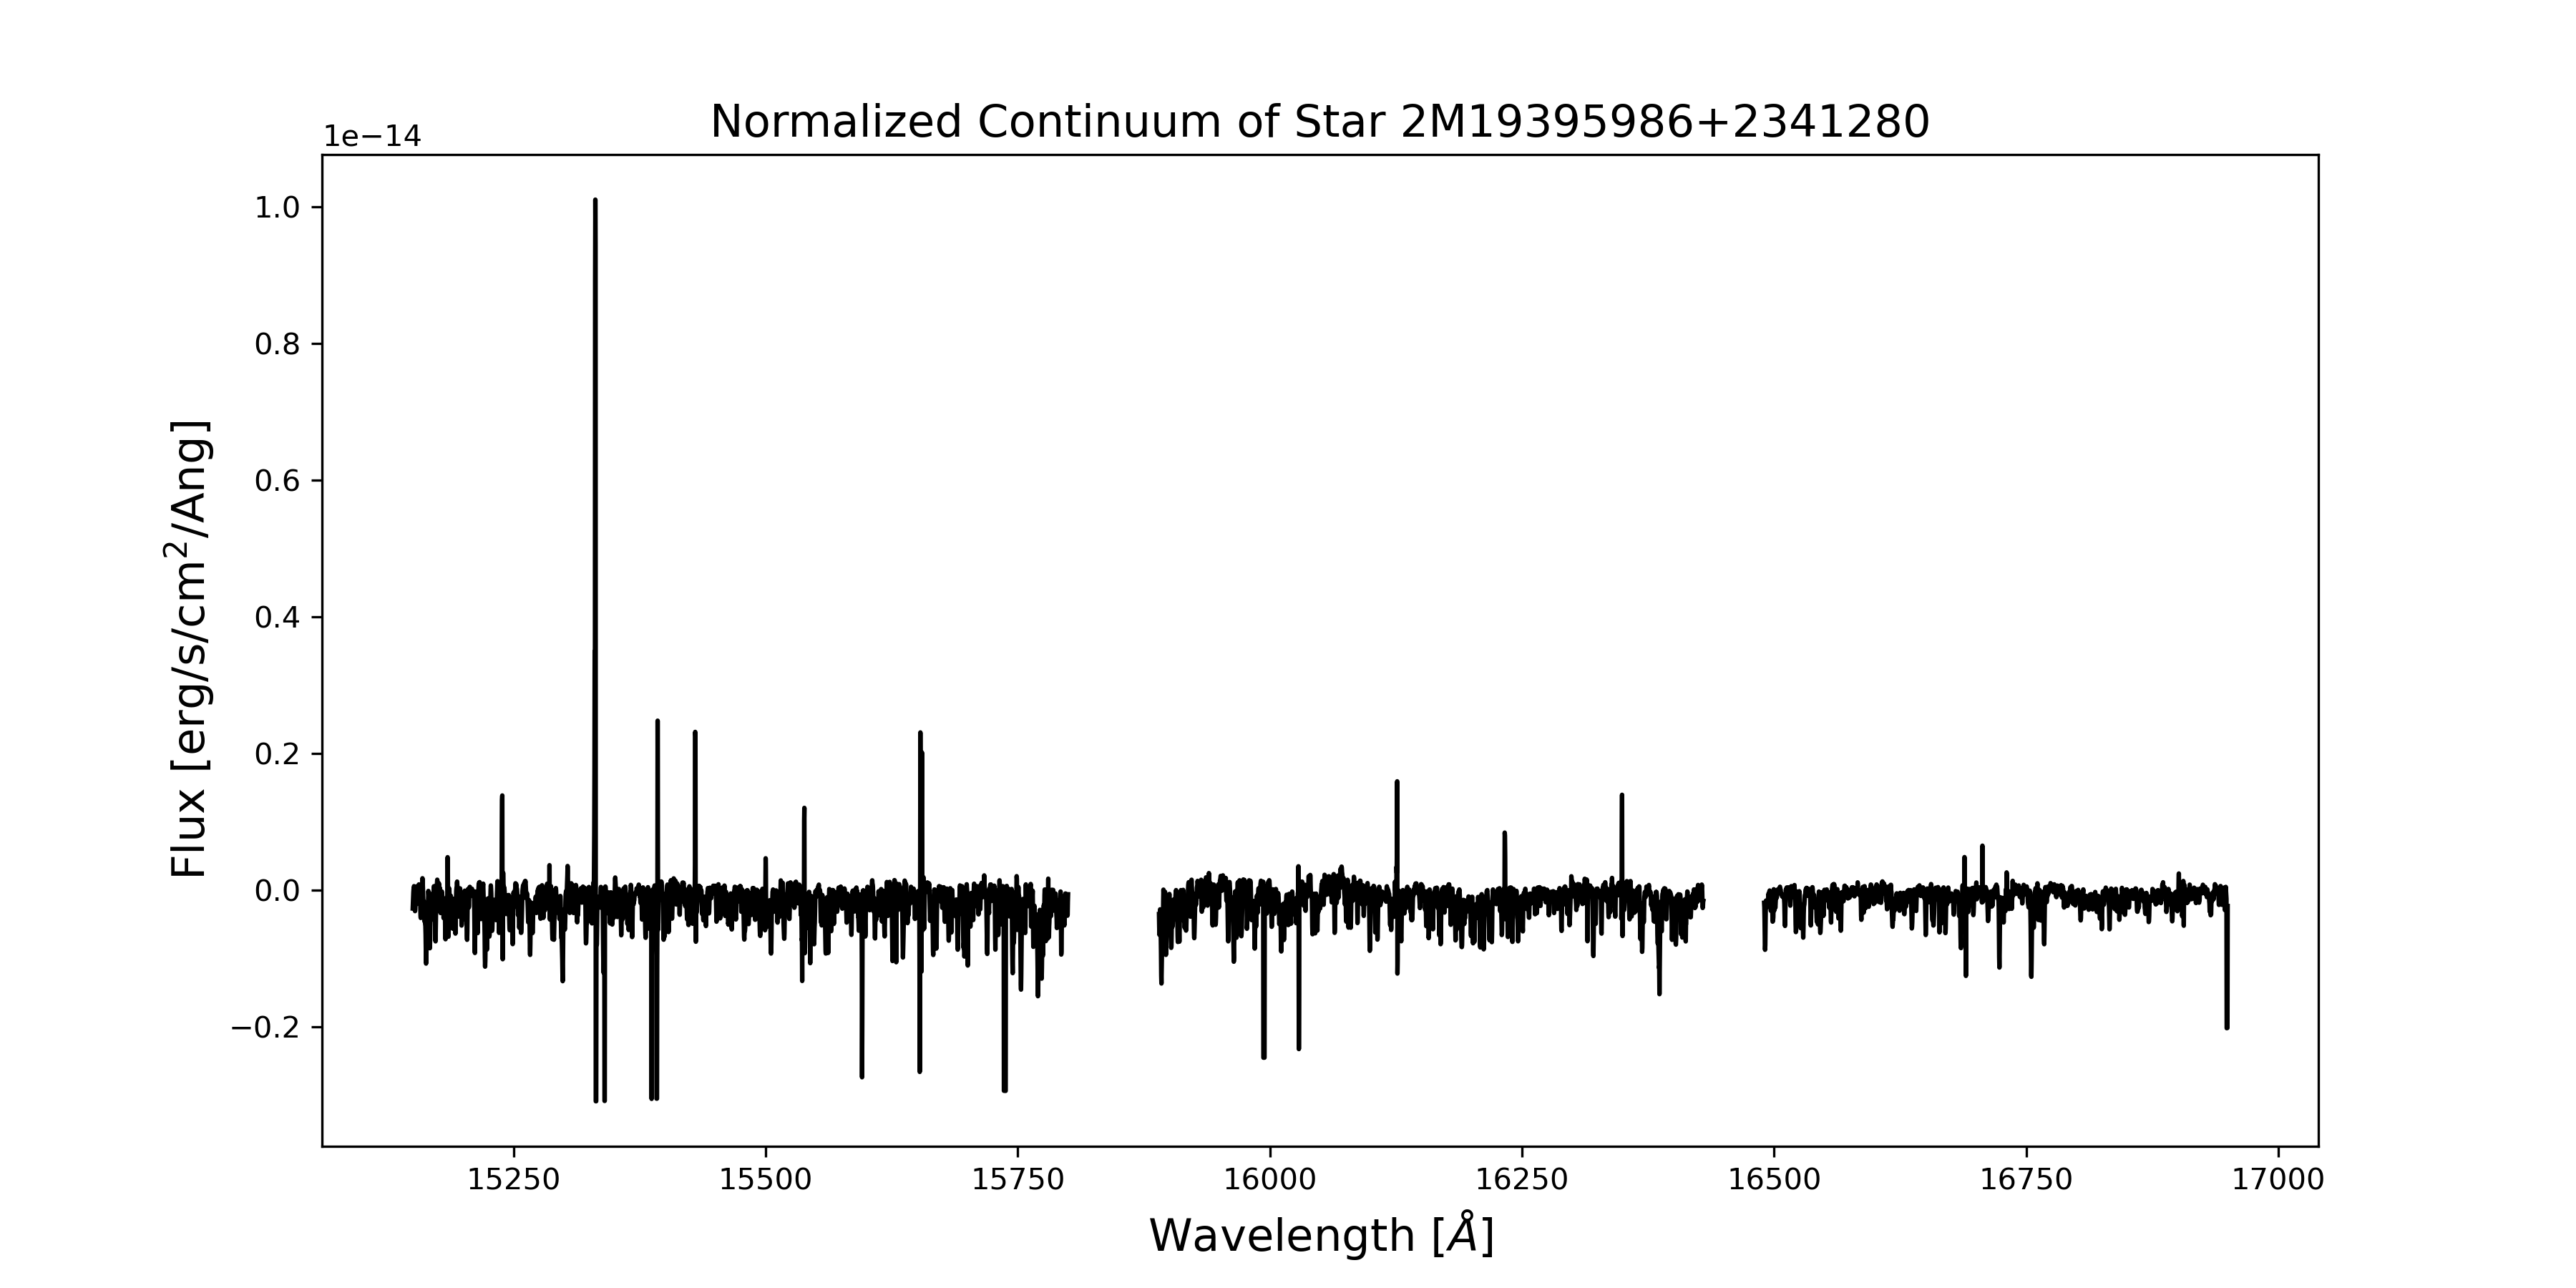 Normalized Continuum of Star 2M19395986+2341280
1e−14
1.0
0.8
0.6
0.4
0.2
0.0
−0.2
Flux [erg/s/cm²/Ang]
15250 15500 15750 16000 16250 16500 16750 17000
Wavelength [Å]